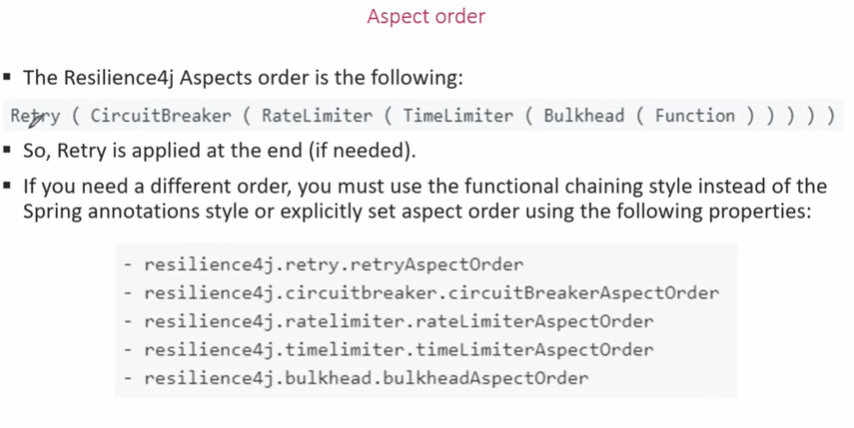 Aspect order
▪ The Resilience4j Aspects order is the following:
Retry ( CircuitBreaker ( RateLimiter ( TimeLimiter ( Bulkhead ( Function ) ) ) ) )
▪ So, Retry is applied at the end (if needed).
▪ If you need a different order, you must use the functional chaining style instead of the
Spring annotations style or explicitly set aspect order using the following properties:
- resilience4j.retry.retryAspectOrder
- resilience4j.circuitbreaker.circuitBreakerAspectOrder
- resilience4j.ratelimiter.rateLimiterAspectOrder
- resilience4j.timelimiter.timeLimiterAspectOrder
- resilience4j.bulkhead.bulkheadAspectOrder